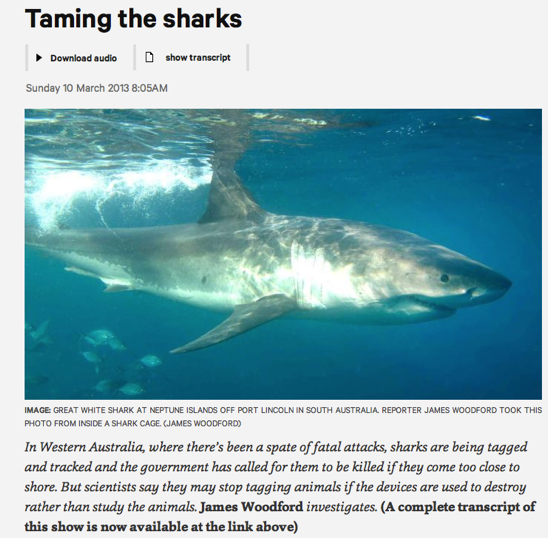 Taming the sharks
Download audio
show transcript
Sunday 10 March 2013 8:05AM
IMAGE: GREAT WHITE SHARK AT NEPTUNE ISLANDS OFF PORT LINCOLN IN SOUTH AUSTRALIA. REPORTER JAMES WOODFORD TOOK THIS
PHOTO FROM INSIDE A SHARK CAGE. (JAMES WOODFORD)
In Western Australia, where there's been a spate of fatal attacks, sharks are being tagged
and tracked and the government has called for them to be killed if they come too close to
shore. But scientists say they may stop tagging animals if the devices are used to destroy
rather than study the animals. James Woodford investigates. (A complete transcript of
this show is now available at the link above)